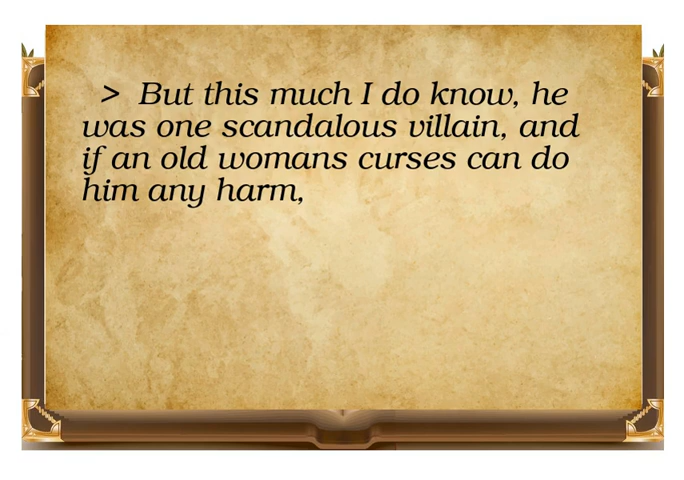 > But this much I do know, he
was one scandalous villain, and
if an old womans curses can do
him any harm,